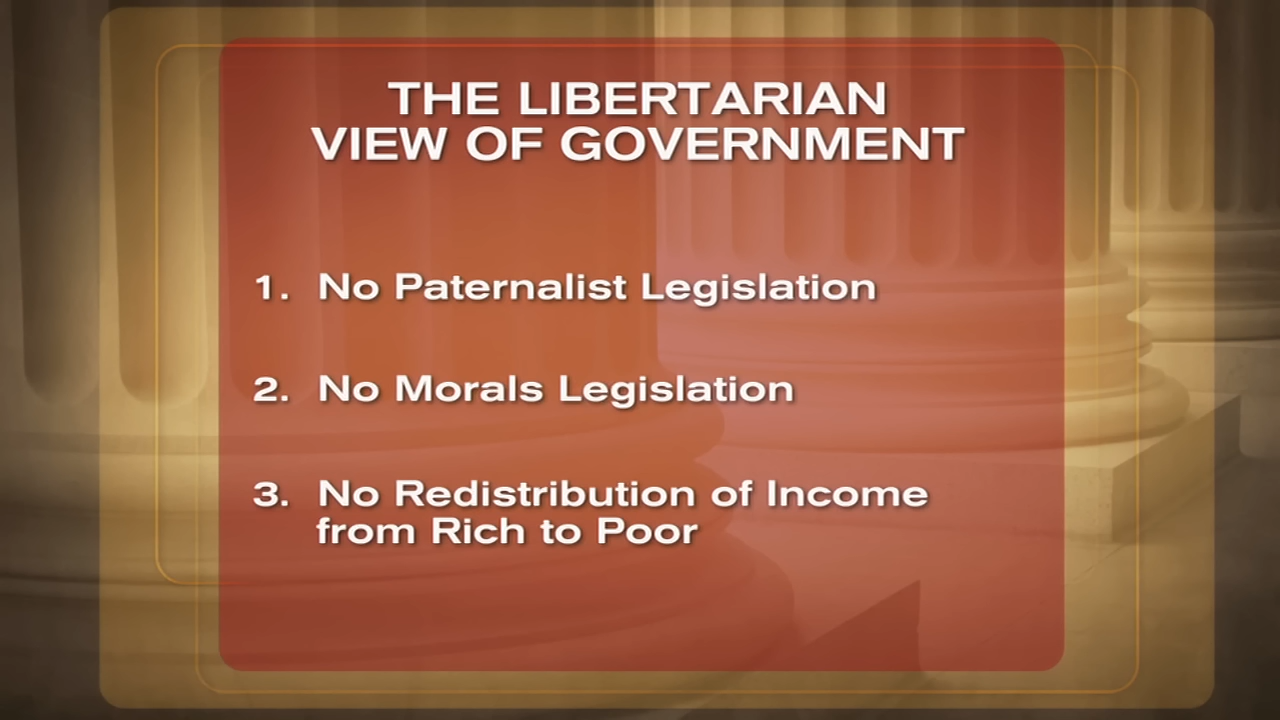 THE LIBERTARIAN
VIEW OF GOVERNMENT
1. No Paternalist Legislation
2. No Morals Legislation
3. No Redistribution of Income
from Rich to Poor